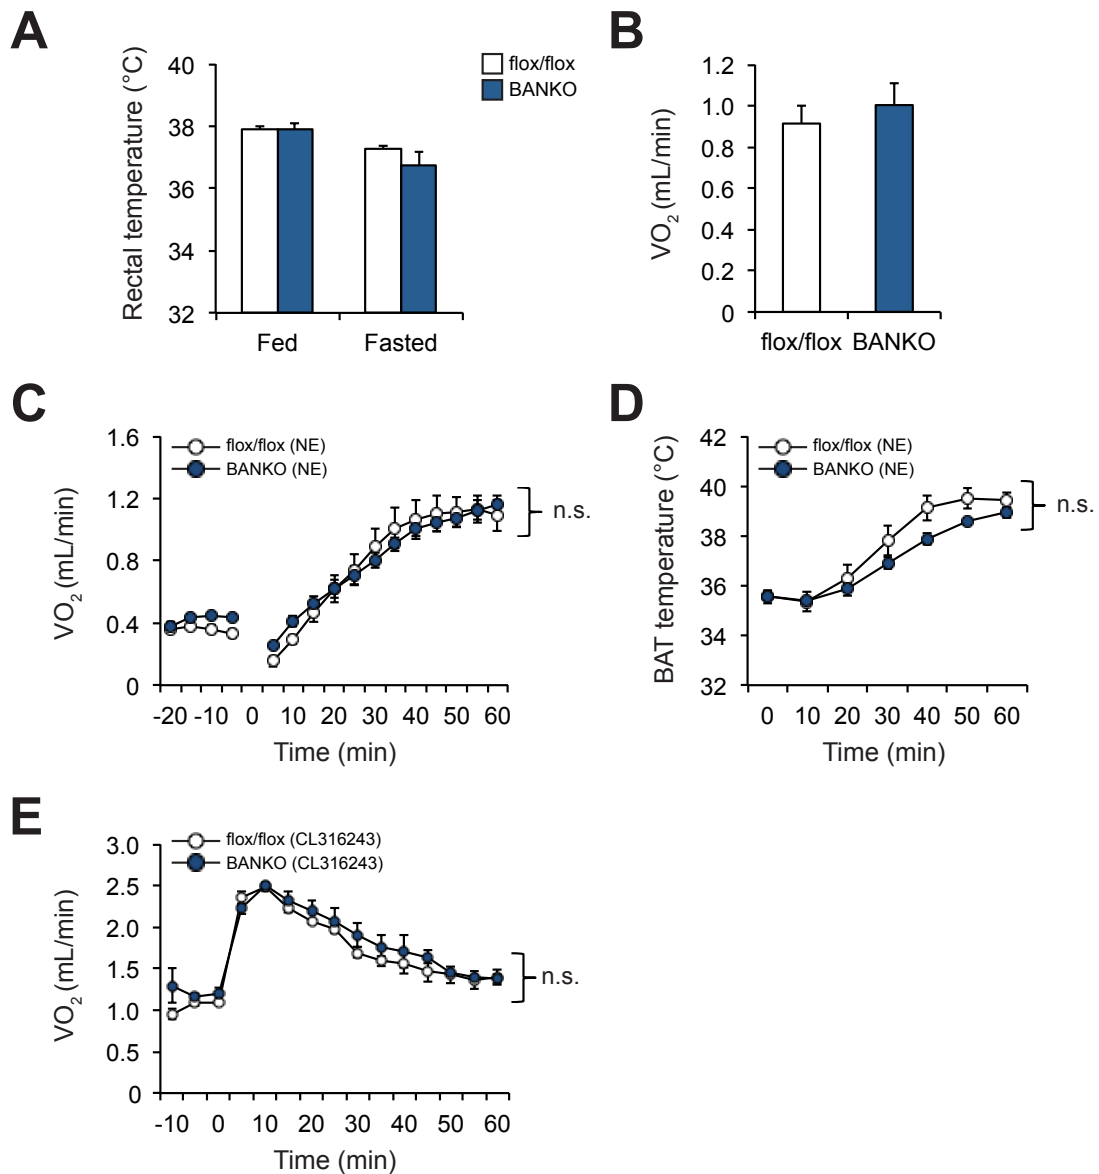 A
Rectal temperature (°C)
40
38
36
34
32
Fed Fasted
flox/flox
BANKO
B
VO2 (mL/min)
1.2
1.0
0.8
0.6
0.4
0.2
0
flox/flox BANKO
C
VO2 (mL/min)
1.6
1.2
0.8
0.4
0
flox/flox (NE)
BANKO (NE)
n.s.
-20 -10 0 10 20 30 40 50 60
Time (min)
D
BAT temperature (°C)
42
40
38
36
34
32
flox/flox (NE)
BANKO (NE)
n.s.
0 10 20 30 40 50 60
Time (min)
E
VO2 (mL/min)
3.0
2.5
2.0
1.5
1.0
0.5
0
flox/flox (CL316243)
BANKO (CL316243)
n.s.
-10 0 10 20 30 40 50 60
Time (min)